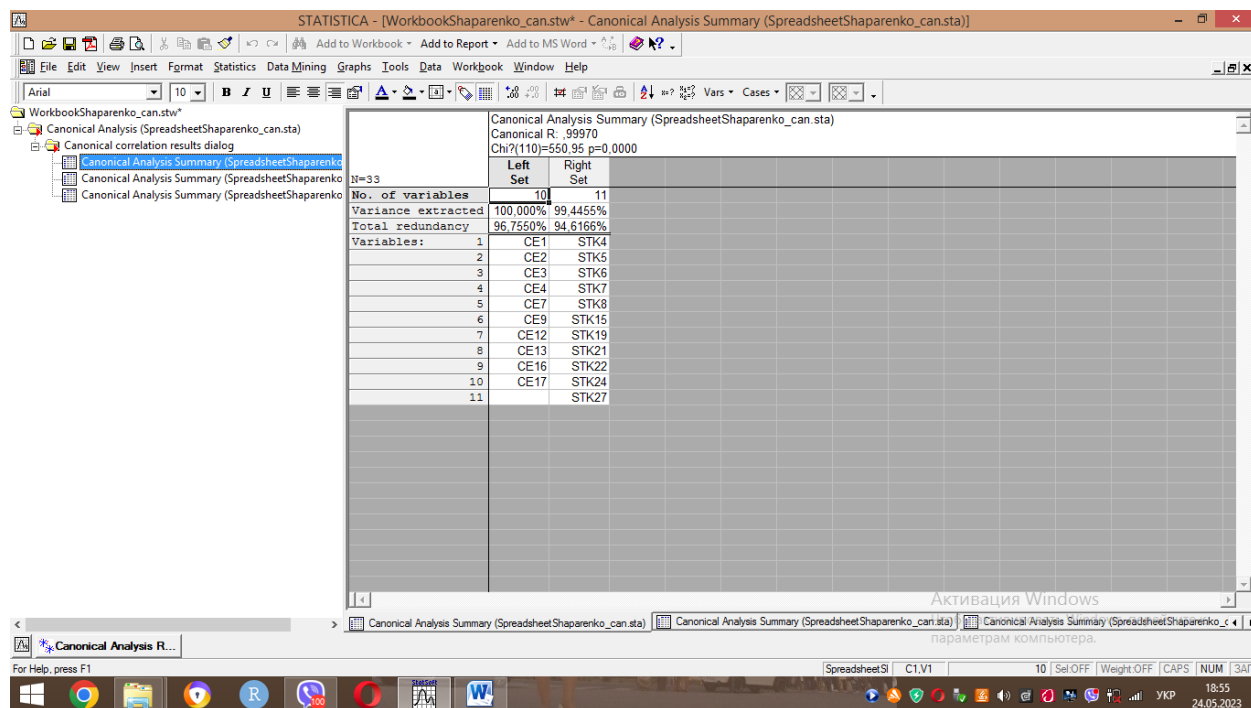 STATISTICA - [WorkbookShaparenko_can.stw* - Canonical Analysis Summary (SpreadsheetShaparenko_can.sta)]
Add to Workbook Add to Report Add to MS Word
File Edit View Insert Format Statistics Data Mining Graphs Tools Data Workbook Window Help
Arial 10 B I U Vars Cases
WorkbookShaparenko_can.stw*
Canonical Analysis (SpreadsheetShaparenko_can.sta)
Canonical correlation results dialog
Canonical Analysis Summary (SpreadsheetShaparenko
Canonical Analysis Summary (SpreadsheetShaparenko
Canonical Analysis Summary (SpreadsheetShaparenko
Canonical Analysis Summary (SpreadsheetShaparenko_can.sta)
Canonical R: ,99970
Chi?(110)=550,95 p=0,0000
N=33 Left Set Right Set
No. of variables 10 11
Variance extracted 100,000% 99,4455%
Total redundancy 96,7550% 94,6166%
Variables: 1 CE1 STK4
2 CE2 STK5
3 CE3 STK6
4 CE4 STK7
5 CE7 STK8
6 CE9 STK15
7 CE12 STK19
8 CE13 STK21
9 CE16 STK22
10 CE17 STK24
11 STK27
Активация Windows
параметрам компьютера.
Canonical Analysis Summary (SpreadsheetShaparenko_can.sta) Canonical Analysis Summary (SpreadsheetShaparenko_can.sta) Canonical Analysis Summary (SpreadsheetShaparenko_c
Canonical Analysis R...
For Help, press F1 SpreadsheetSl C1,V1 10 Sel:OFF Weight:OFF CAPS NUM ЗАП
R 100 StatSoft W УКР 18:55
24.05.2023